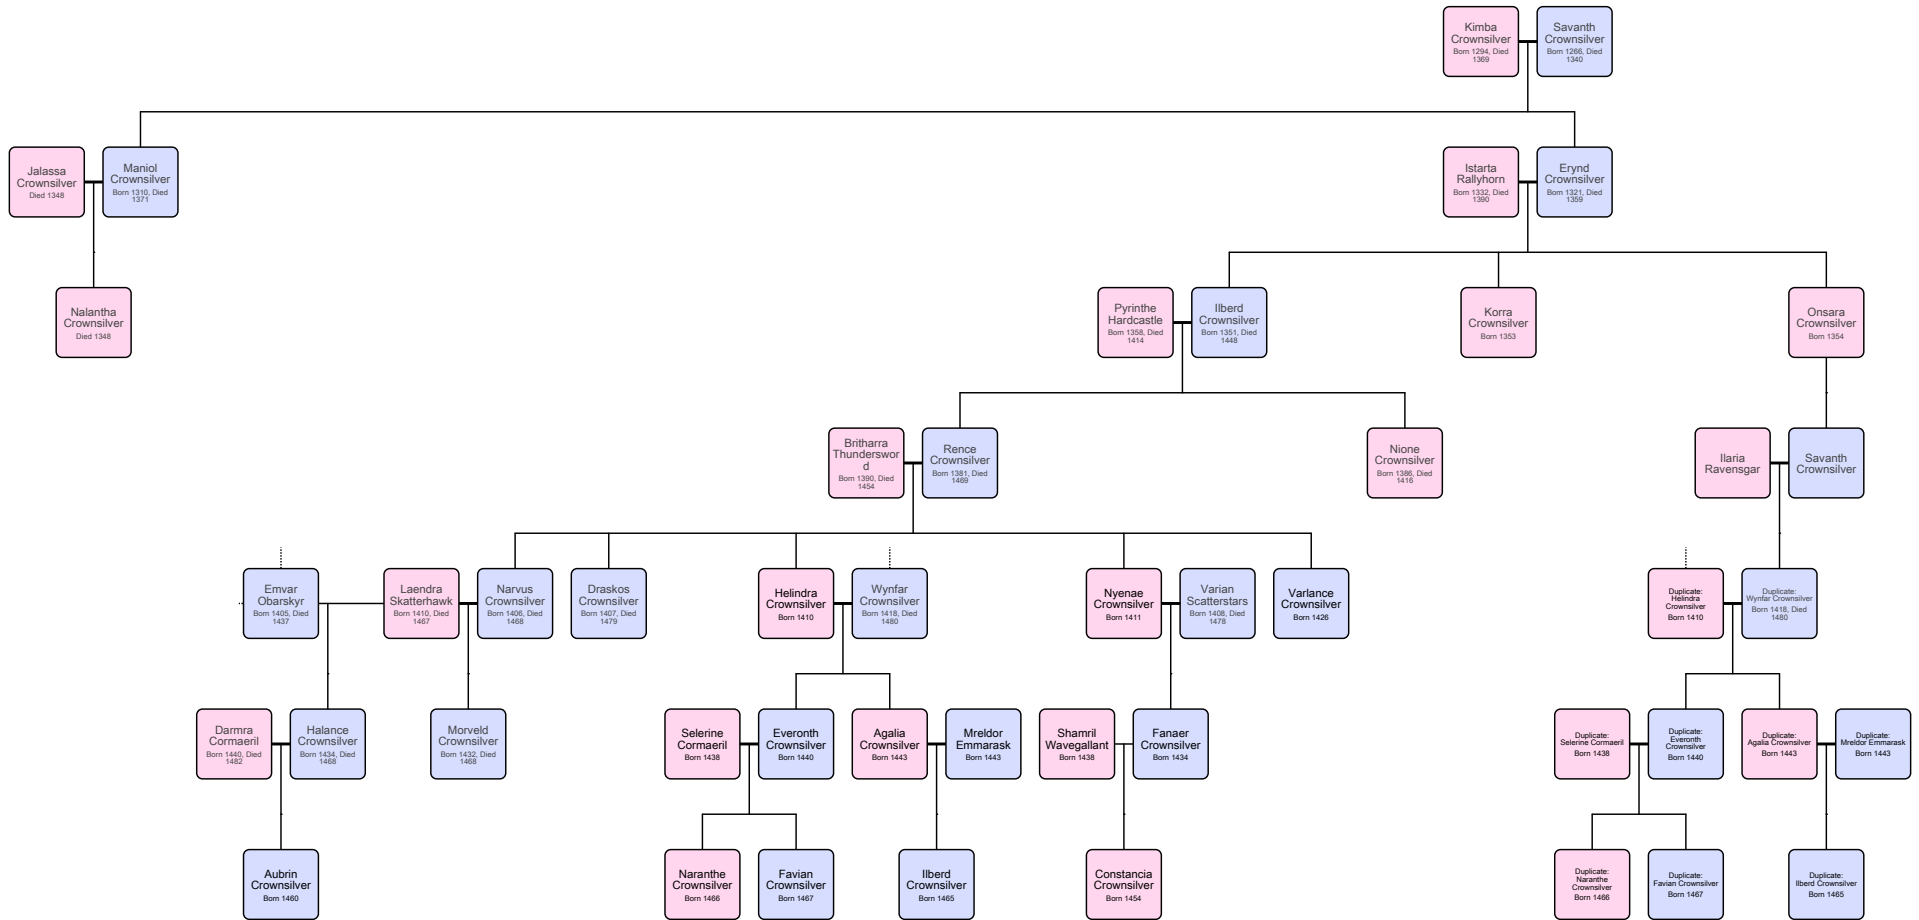 Kimba
Crownsilver
Born 1294, Died
1369
Savanth
Crownsilver
Born 1266, Died
1340
Jalassa
Crownsilver
Died 1348
Maniol
Crownsilver
Born 1310, Died
1371
Istarta
Rallyhorn
Born 1332, Died
1390
Erynd
Crownsilver
Born 1321, Died
1359
Nalantha
Crownsilver
Died 1348
Pyrinthe
Hardcastle
Born 1358, Died
1414
Ilberd
Crownsilver
Born 1351, Died
1448
Korra
Crownsilver
Born 1353
Onsara
Crownsilver
Born 1354
Britharra
Thunderswor
d
Born 1390, Died
1454
Rence
Crownsilver
Born 1381, Died
1469
Nione
Crownsilver
Born 1386, Died
1416
Ilaria
Ravensgar
Savanth
Crownsilver
Emvar
Obarskyr
Born 1405, Died
1437
Laendra
Skatterhawk
Born 1410, Died
1467
Narvus
Crownsilver
Born 1406, Died
1468
Draskos
Crownsilver
Born 1407, Died
1479
Helindra
Crownsilver
Born 1410
Wynfar
Crownsilver
Born 1418, Died
1480
Nyenae
Crownsilver
Born 1411
Varian
Scatterstars
Born 1408, Died
1478
Varlance
Crownsilver
Born 1426
Duplicate:
Helindra
Crownsilver
Born 1410
Duplicate:
Wynfar Crownsilver
Born 1418, Died
1480
Darmra
Cormaeril
Born 1440, Died
1482
Halance
Crownsilver
Born 1434, Died
1468
Morveld
Crownsilver
Born 1432, Died
1468
Selerine
Cormaeril
Born 1438
Everonth
Crownsilver
Born 1440
Agalia
Crownsilver
Born 1443
Mreldor
Emmarask
Born 1443
Shamril
Wavegallant
Born 1438
Fanaer
Crownsilver
Born 1434
Duplicate:
Selerine Cormaeril
Born 1438
Duplicate:
Everonth
Crownsilver
Born 1440
Duplicate:
Agalia Crownsilver
Born 1443
Duplicate:
Mreldor Emmarask
Born 1443
Aubrin
Crownsilver
Born 1460
Naranthe
Crownsilver
Born 1466
Favian
Crownsilver
Born 1467
Ilberd
Crownsilver
Born 1465
Constancia
Crownsilver
Born 1454
Duplicate:
Naranthe
Crownsilver
Born 1466
Duplicate:
Favian Crownsilver
Born 1467
Duplicate:
Ilberd Crownsilver
Born 1465